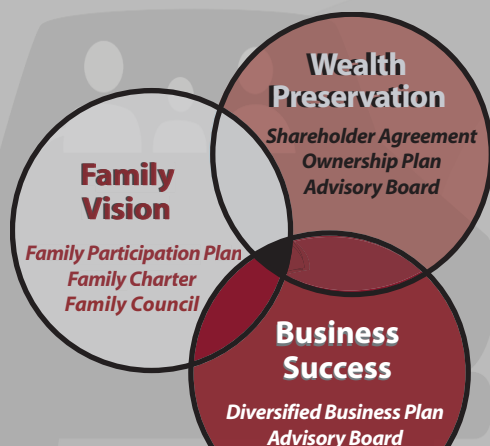 Wealth
Preservation
Shareholder Agreement
Ownership Plan
Advisory Board
Family
Vision
Family Participation Plan
Family Charter
Family Council
Business
Success
Diversified Business Plan
Advisory Board